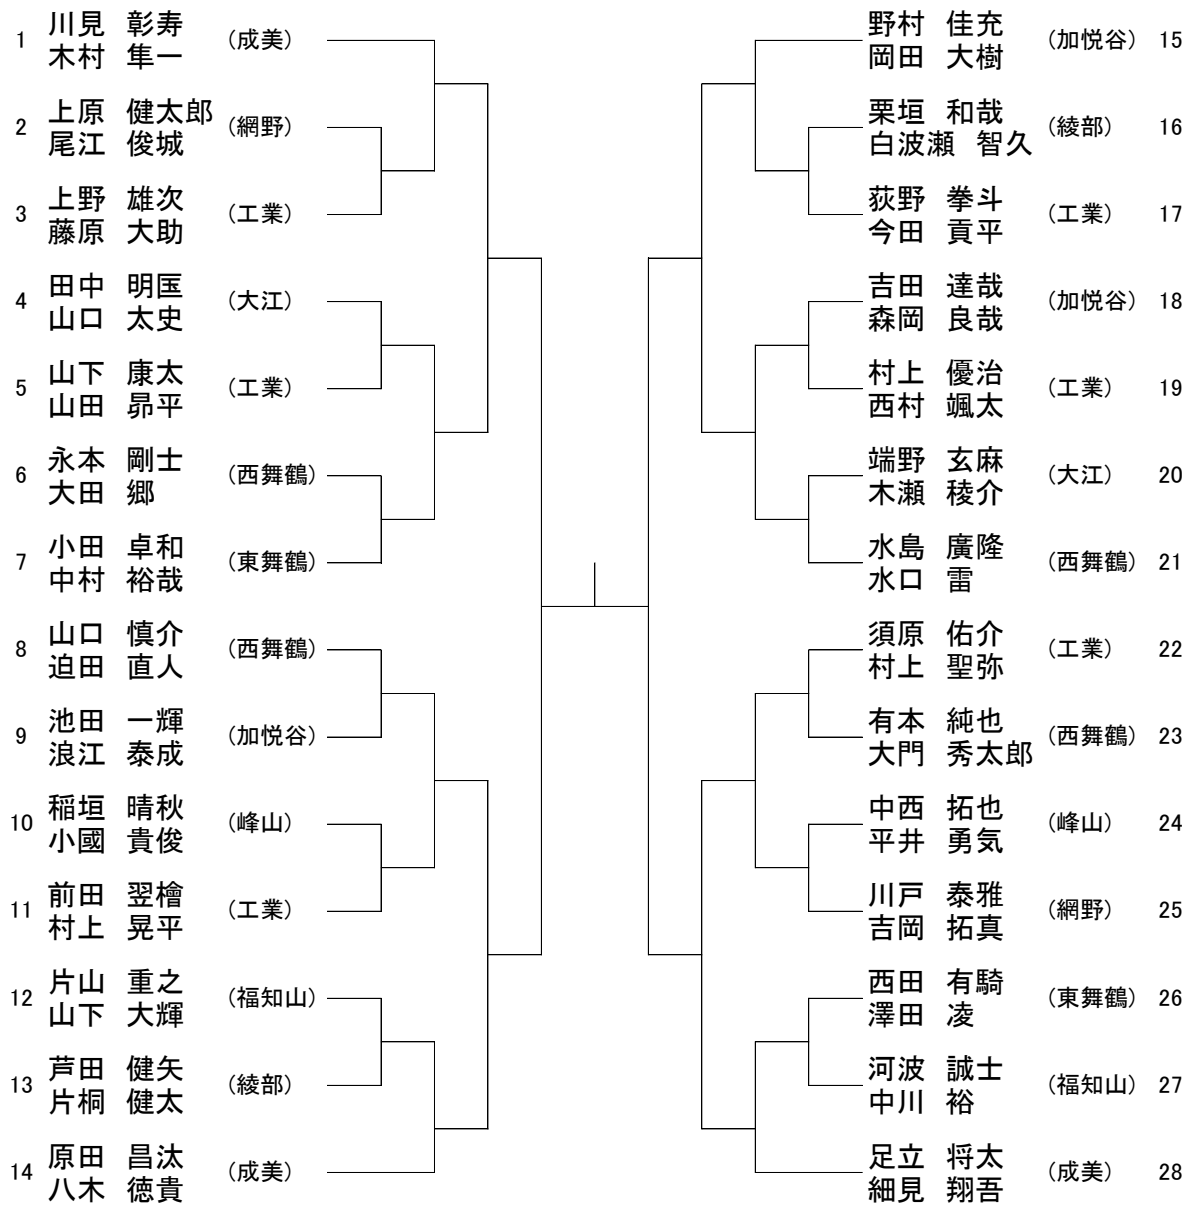 1 川見 彰寿 (成美)
木村 隼一
2 上原 健太郎 (網野)
尾江 俊城
3 上野 雄次 (工業)
藤原 大助
4 田中 明匡 (大江)
山口 太史
5 山下 康太 (工業)
山田 昴平
6 永本 剛士 (西舞鶴)
大田 郷
7 小田 卓和 (東舞鶴)
中村 裕哉
8 山口 慎介 (西舞鶴)
迫田 直人
9 池田 一輝 (加悦谷)
浪江 泰成
10 稲垣 晴秋 (峰山)
小國 貴俊
11 前田 翌檜 (工業)
村上 晃平
12 片山 重之 (福知山)
山下 大輝
13 芦田 健矢 (綾部)
片桐 健太
14 原田 昌汰 (成美)
八木 徳貴
野村 佳充 (加悦谷) 15
岡田 大樹
栗垣 和哉 (綾部) 16
白波瀬 智久
荻野 拳斗 (工業) 17
今田 貢平
吉田 達哉 (加悦谷) 18
森岡 良哉
村上 優治 (工業) 19
西村 颯太
端野 玄麻 (大江) 20
木瀬 稜介
水島 廣隆 (西舞鶴) 21
水口 雷
須原 佑介 (工業) 22
村上 聖弥
有本 純也 (西舞鶴) 23
大門 秀太郎
中西 拓也 (峰山) 24
平井 勇気
川戸 泰雅 (網野) 25
吉岡 拓真
西田 有騎 (東舞鶴) 26
澤田 凌
河波 誠士 (福知山) 27
中川 裕
足立 将太 (成美) 28
細見 翔吾